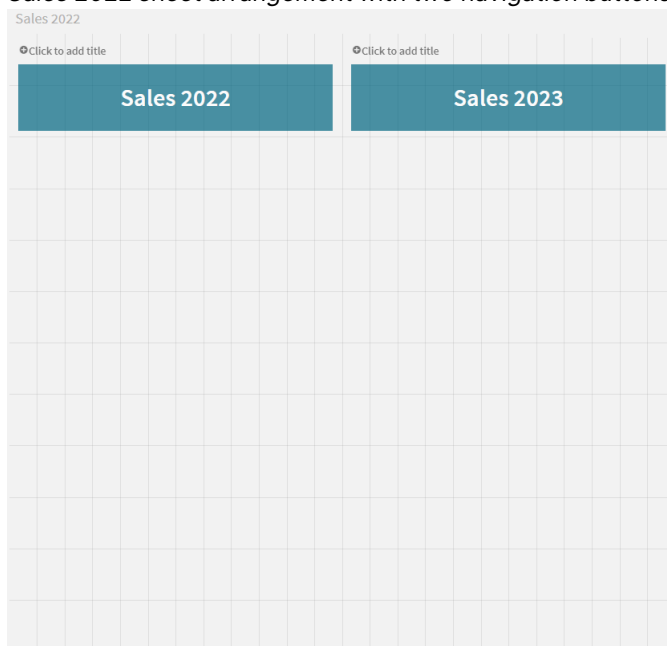 Sales 2022 sheet arrangement with two navigation buttons
Sales 2022
Click to add title
Click to add title
Sales 2022
Sales 2023